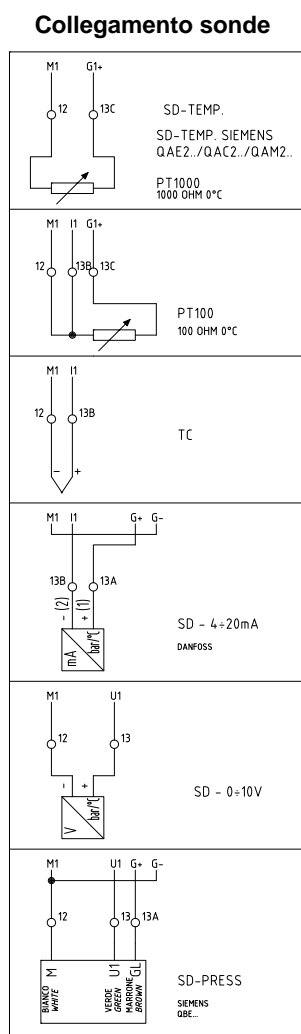 Collegamento sonde
M1 G1+
12 13C
SD-TEMP.
SD-TEMP. SIEMENS
QAE2../QAC2../QAM2..
PT1000
1000 OHM 0°C
M1 I1 G1+
12 13B 13C
PT100
100 OHM 0°C
M1 I1
12 13B
TC
- +
M1 I1 G+ G-
13B 13A
- (2) + (1)
mA bar/°C
SD - 4÷20mA
DANFOSS
M1 U1
12 13
- +
V bar/°C
SD - 0÷10V
M1 U1 G+ G-
12 13 13A
M U1 GL
BIANCO
WHITE
VERDE
GREEN
MARRONE
BROWN
SD-PRESS
SIEMENS
QBE...